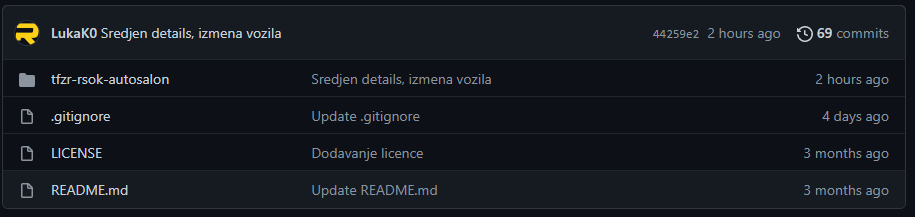 LukaK0 Sredjen details, izmena vozila 44259e2 2 hours ago 69 commits
tfzr-rsok-autosalon Sredjen details, izmena vozila 2 hours ago
.gitignore Update .gitignore 4 days ago
LICENSE Dodavanje licence 3 months ago
README.md Update README.md 3 months ago